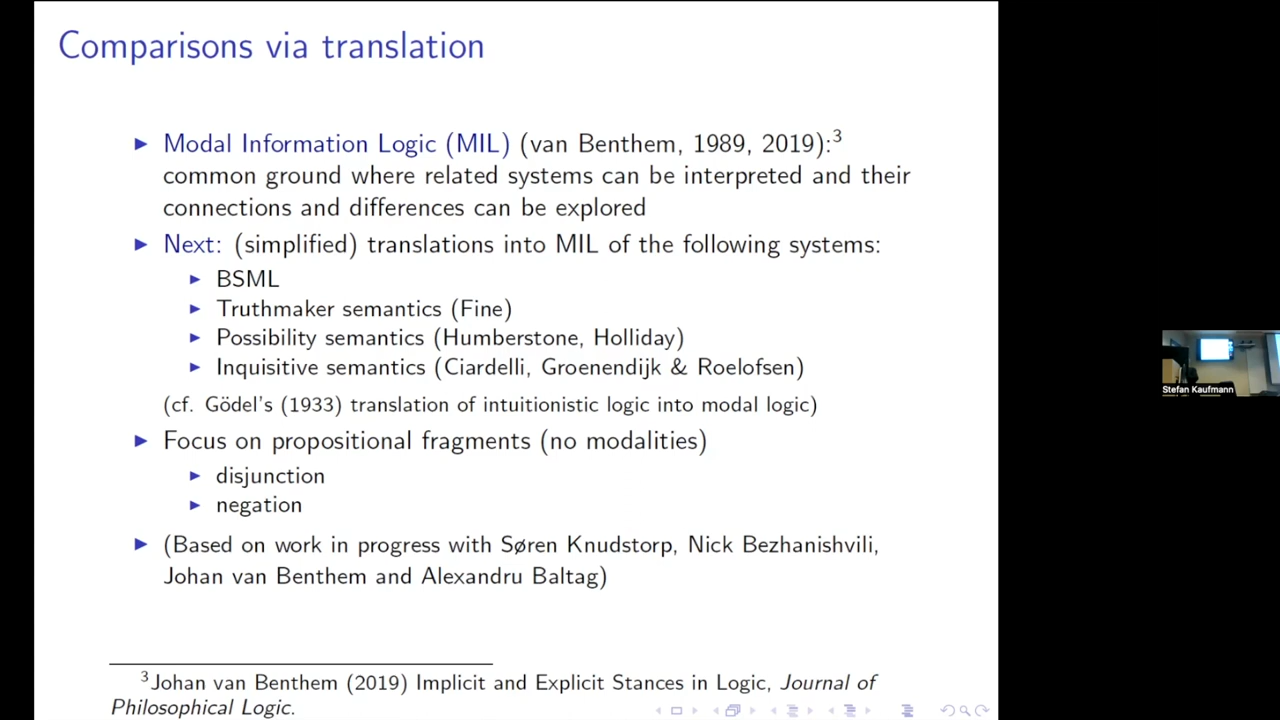 Comparisons via translation
▶ Modal Information Logic (MIL) (van Benthem, 1989, 2019):³
common ground where related systems can be interpreted and their
connections and differences can be explored
▶ Next: (simplified) translations into MIL of the following systems:
▶ BSML
▶ Truthmaker semantics (Fine)
▶ Possibility semantics (Humberstone, Holliday)
▶ Inquisitive semantics (Ciardelli, Groenendijk & Roelofsen)
(cf. Gödel's (1933) translation of intuitionistic logic into modal logic)
▶ Focus on propositional fragments (no modalities)
▶ disjunction
▶ negation
▶ (Based on work in progress with Søren Knudstorp, Nick Bezhanishvili,
Johan van Benthem and Alexandru Baltag)
³Johan van Benthem (2019) Implicit and Explicit Stances in Logic, Journal of
Philosophical Logic.
Stefan Kaufmann